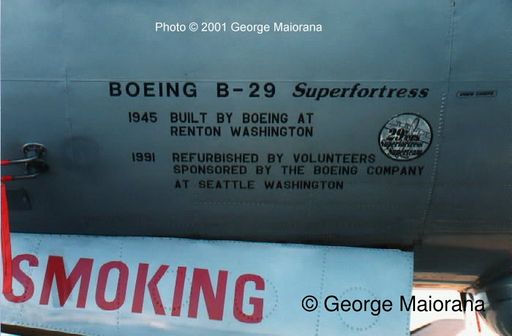 Photo © 2001 George Maiorana
BOEING B-29 Superfortress
1945 BUILT BY BOEING AT
RENTON WASHINGTON
1991 REFURBISHED BY VOLUNTEERS
SPONSORED BY THE BOEING COMPANY
AT SEATTLE WASHINGTON
29
SMOKING
© George Maiorana